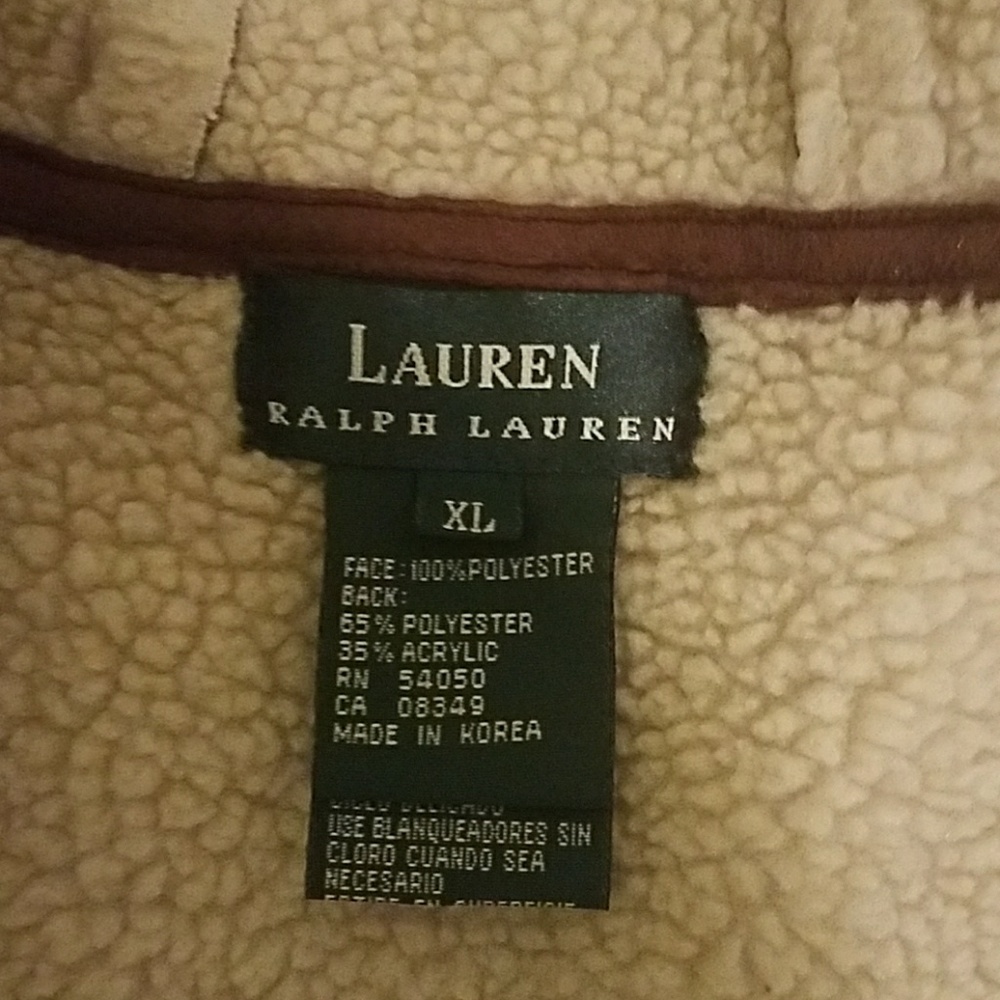 LAUREN
RALPH LAUREN
XL
FACE:100%POLYESTER
BACK:
65% POLYESTER
35% ACRYLIC
RN 54050
CA 08349
MADE IN KOREA
USE BLANQUEADORES SIN
CLORO CUANDO SEA
NECESARIO